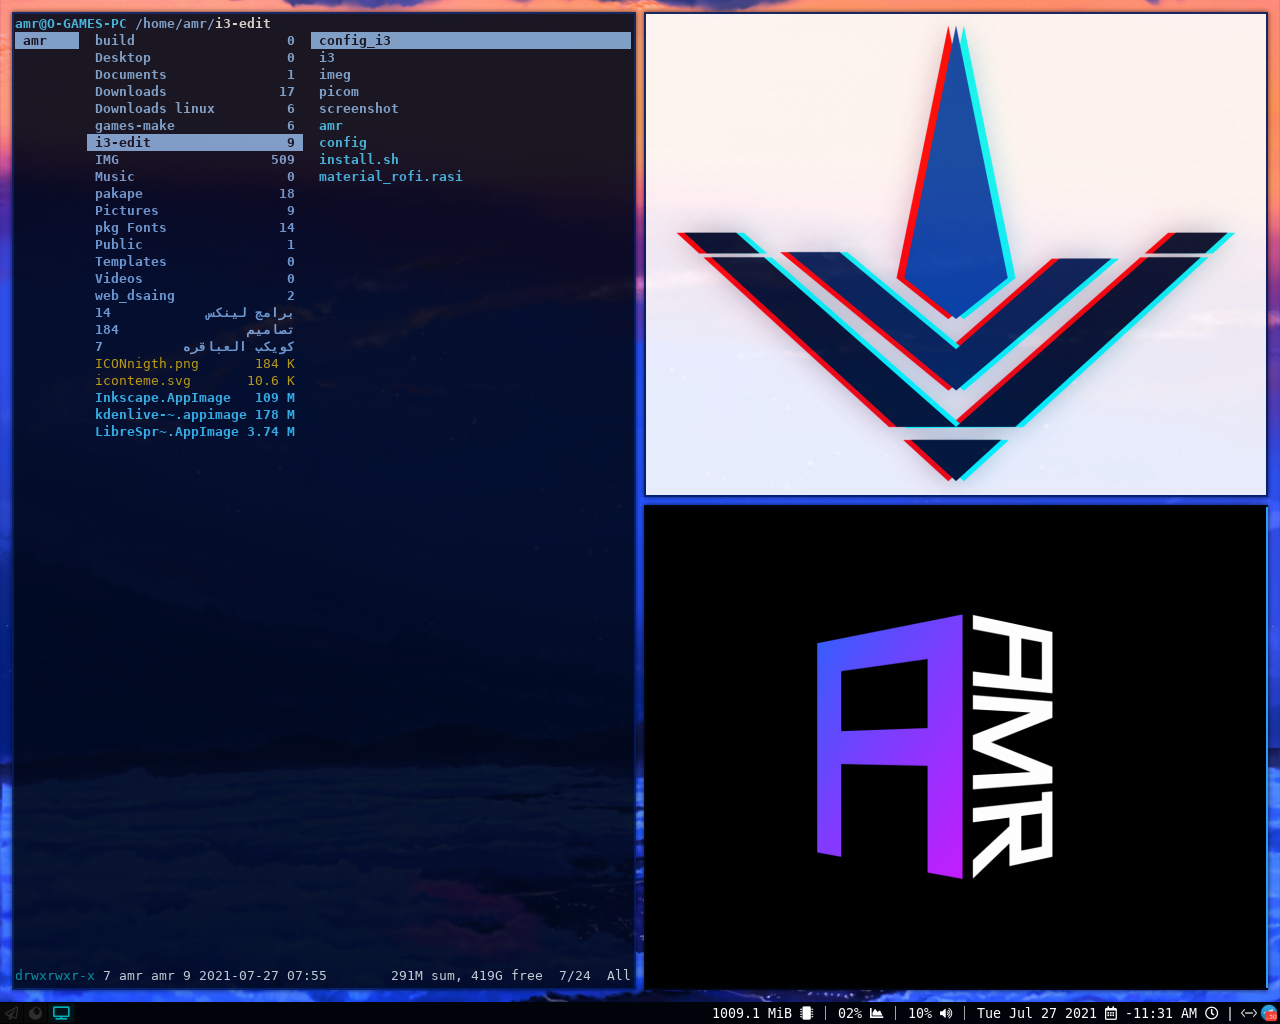 amr@O-GAMES-PC /home/amr/i3-edit
amr
build 0
Desktop 0
Documents 1
Downloads 17
Downloads linux 6
games-make 6
i3-edit 9
IMG 509
Music 0
pakape 18
Pictures 9
pkg Fonts 14
Public 1
Templates 0
Videos 0
web_dsaing 2
برامج لينكس 14
تصاميم 184
كويكب العباقره 7
ICONnigth.png 184 K
iconteme.svg 10.6 K
Inkscape.AppImage 109 M
kdenlive-~.appimage 178 M
LibreSpr~.AppImage 3.74 M
config_i3
i3
imeg
picom
screenshot
amr
config
install.sh
material_rofi.rasi
drwxrwxr-x 7 amr amr 9 2021-07-27 07:55 291M sum, 419G free 7/24 All
A
AMR
1009.1 MiB | 02% | 10% | Tue Jul 27 2021 -11:31 AM |